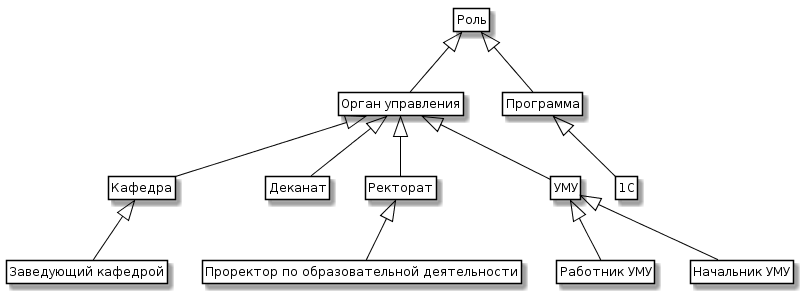 Роль
Орган управления
Программа
Кафедра
Деканат
Ректорат
УМУ
1С
Заведующий кафедрой
Проректор по образовательной деятельности
Работник УМУ
Начальник УМУ